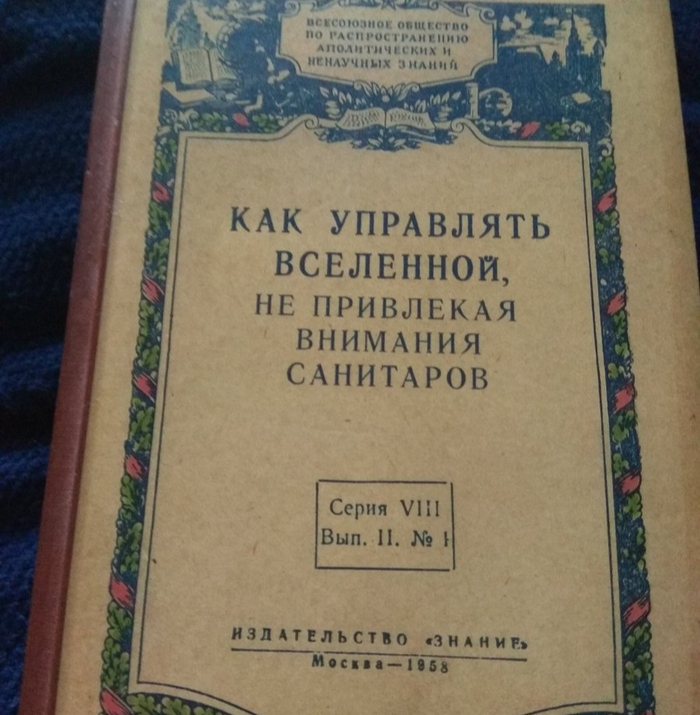 ВСЕСОЮЗНОЕ ОБЩЕСТВО
ПО РАСПРОСТРАНЕНИЮ
АПОЛИТИЧЕСКИХ И
НЕНАУЧНЫХ ЗНАНИЙ
КАК УПРАВЛЯТЬ
ВСЕЛЕННОЙ,
НЕ ПРИВЛЕКАЯ
ВНИМАНИЯ
САНИТАРОВ
Серия VIII
Вып. II. № 1
ИЗДАТЕЛЬСТВО «ЗНАНИЕ»
Москва—1958